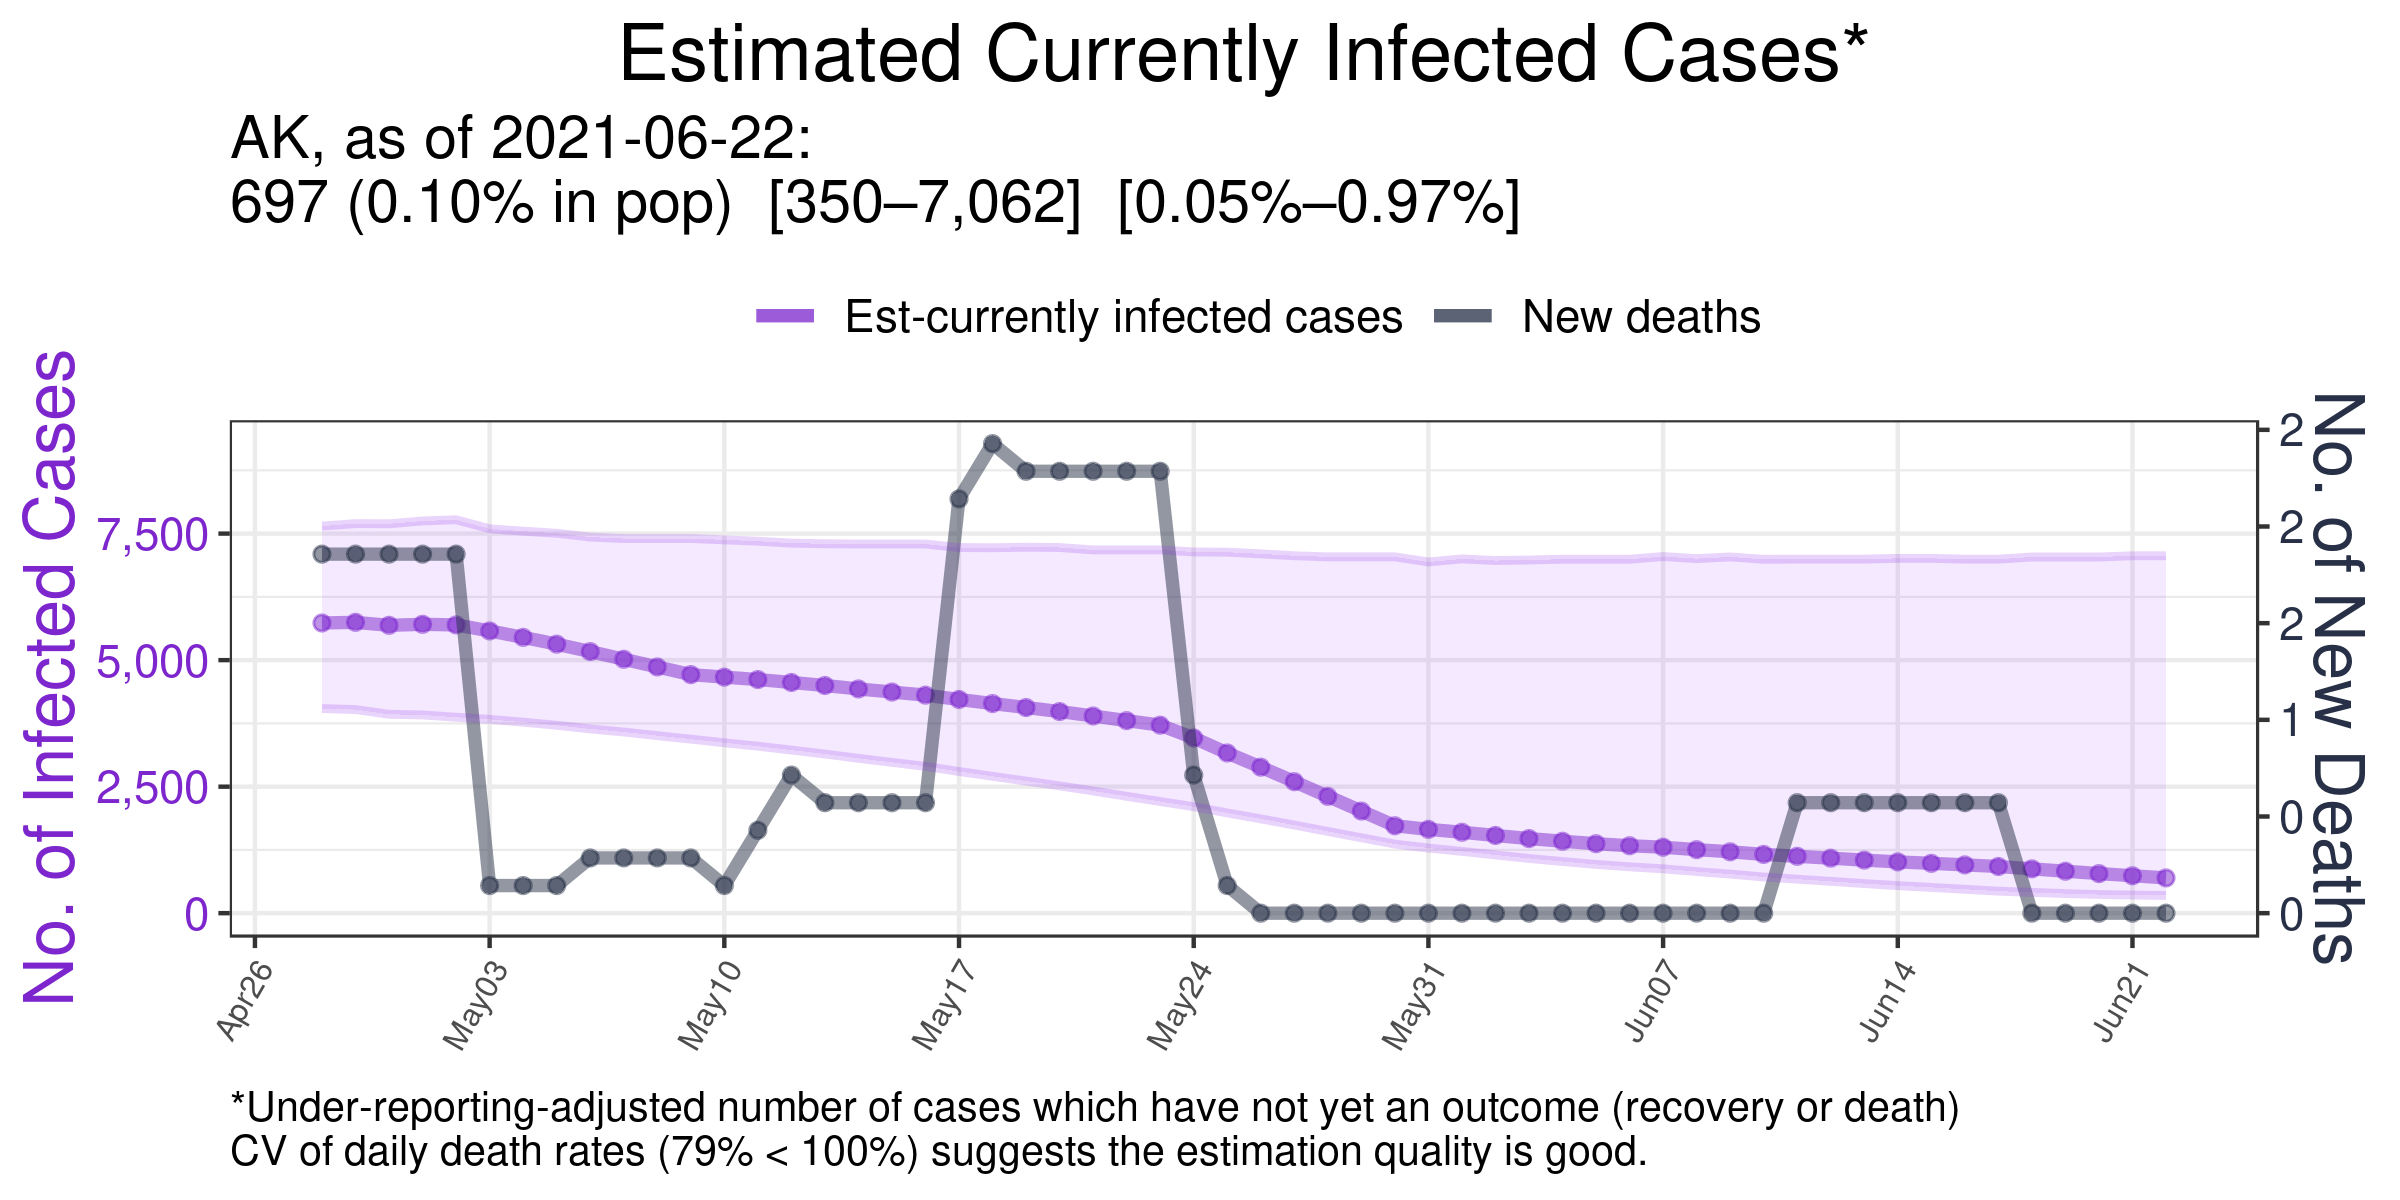 Estimated Currently Infected Cases*
AK, as of 2021-06-22:
697 (0.10% in pop)  [350–7,062]  [0.05%–0.97%]
Est-currently infected cases
New deaths
No. of Infected Cases
7,500
5,000
2,500
0
2
2
2
1
0
0
No. of New Deaths
Apr26
May03
May10
May17
May24
May31
Jun07
Jun14
Jun21
*Under-reporting-adjusted number of cases which have not yet an outcome (recovery or death)
CV of daily death rates (79% < 100%) suggests the estimation quality is good.